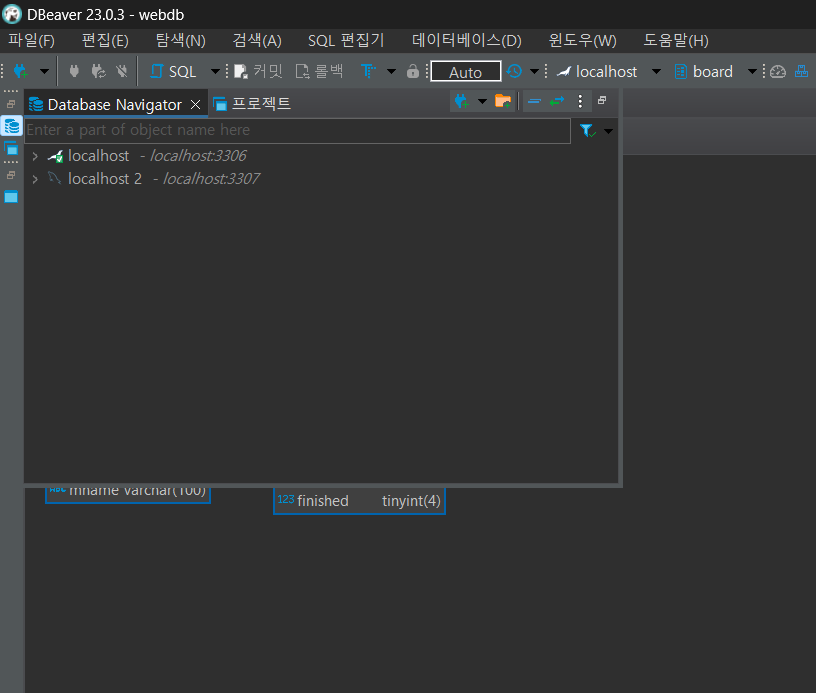 DBeaver 23.0.3 - webdb
파일(F) 편집(E) 탐색(N) 검색(A) SQL 편집기 데이터베이스(D) 윈도우(W) 도움말(H)
SQL 커밋 롤백 Auto localhost board
Database Navigator 프로젝트
Enter a part of object name here
localhost - localhost:3306
localhost 2 - localhost:3307
ABC mname varchar(100)
123 finished tinyint(4)